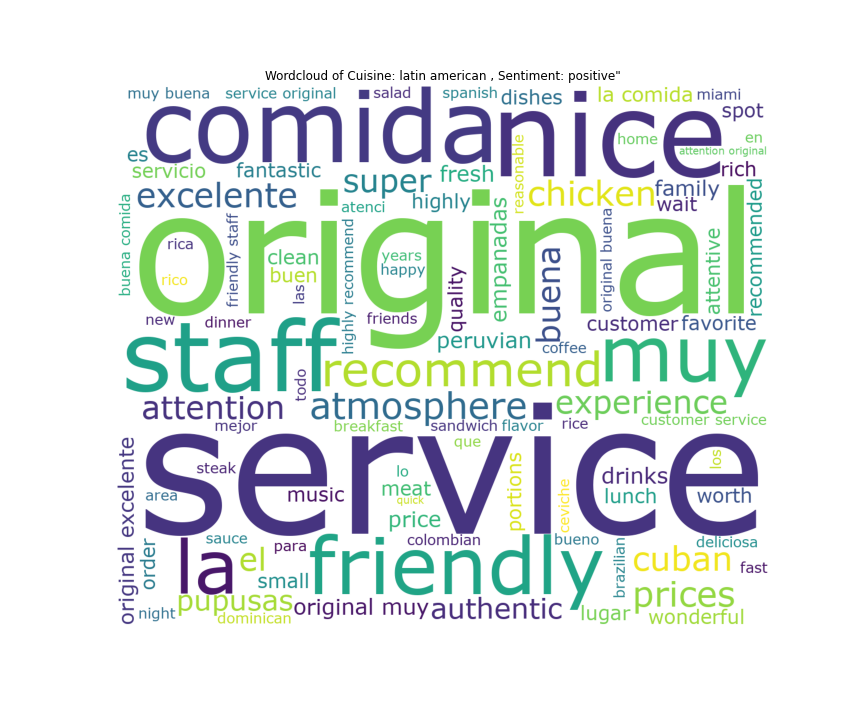 Wordcloud of Cuisine: latin american , Sentiment: positive"
muy buena
service original
salad
spanish
dishes
la comida
miami
comida
nice
spot
home
en
attention original
es
servicio
fantastic
super
fresh
reasonable
rich
excelente
highly
chicken
family
wait
buena comida
rica
friendly staff
atenci
empanadas
original buena
attentive
recommended
original
clean
years
rico
buen
happy
las
highly recommend
quality
buena
new
dinner
friends
customer
favorite
peruvian
coffee
staff
todo
recommend
muy
attention
atmosphere
experience
mejor
breakfast
sandwich
flavor
rice
customer service
que
service
original excelente
steak
lo
meat
quick
portions
ceviche
drinks
los
area
music
lunch
worth
price
order
sauce
para
colombian
bueno
brazilian
deliciosa
la
el
friendly
cuban
fast
small
pupusas
original muy
authentic
prices
night
dominican
lugar
wonderful